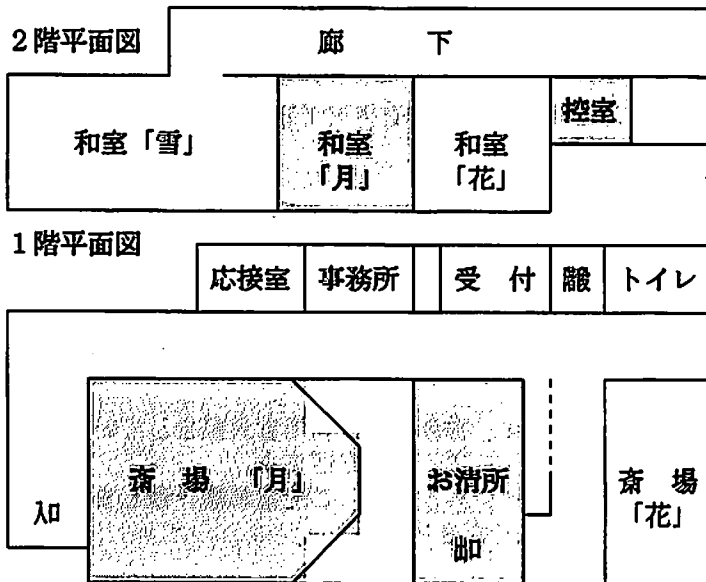 2階平面図
廊　下
和室「雪」
和室
「月」
和室
「花」
控室
1階平面図
応接室
事務所
受　付
トイレ
斎　場　「月」
お清所
斎　場
「花」
入口
出口